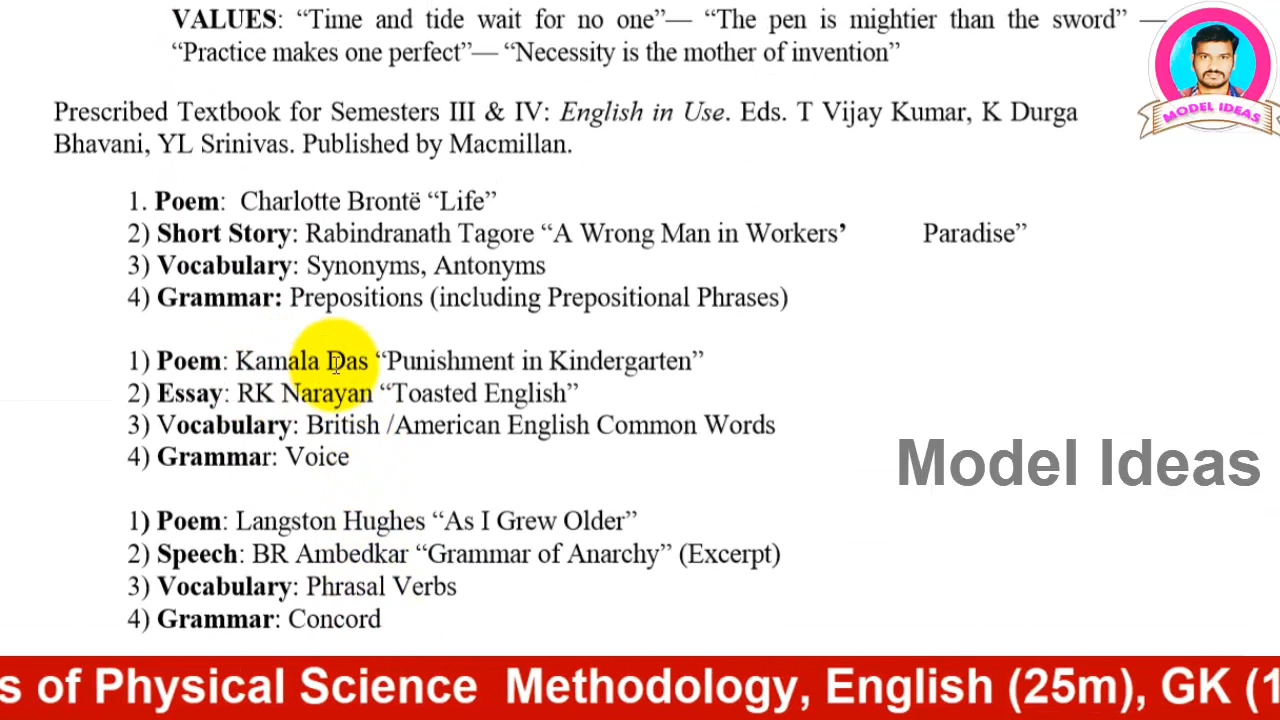 VALUES: “Time and tide wait for no one”— “The pen is mightier than the sword” —
“Practice makes one perfect”— “Necessity is the mother of invention”
MODEL IDEAS
Prescribed Textbook for Semesters III & IV: English in Use. Eds. T Vijay Kumar, K Durga
Bhavani, YL Srinivas. Published by Macmillan.
1. Poem: Charlotte Brontë “Life”
2) Short Story: Rabindranath Tagore “A Wrong Man in Workers’ Paradise”
3) Vocabulary: Synonyms, Antonyms
4) Grammar: Prepositions (including Prepositional Phrases)
1) Poem: Kamala Das “Punishment in Kindergarten”
2) Essay: RK Narayan “Toasted English”
3) Vocabulary: British /American English Common Words
4) Grammar: Voice
Model Ideas
1) Poem: Langston Hughes “As I Grew Older”
2) Speech: BR Ambedkar “Grammar of Anarchy” (Excerpt)
3) Vocabulary: Phrasal Verbs
4) Grammar: Concord
s of Physical Science Methodology, English (25m), GK (1